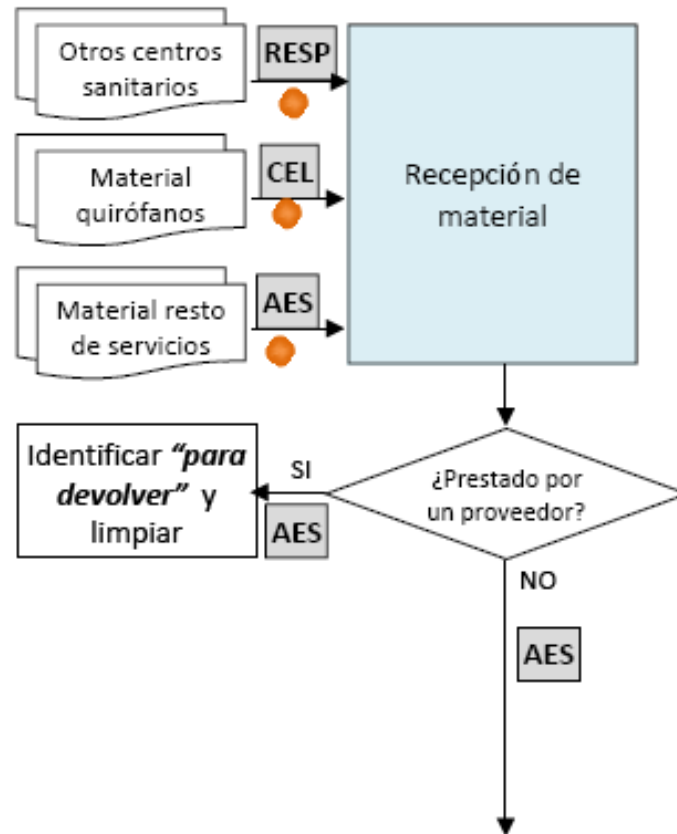 Otros centros
sanitarios
RESP
Material
quirófanos
CEL
Material resto
de servicios
AES
Recepción de
material
¿Prestado por
un proveedor?
SI
AES
Identificar “para
devolver” y
limpiar
NO
AES